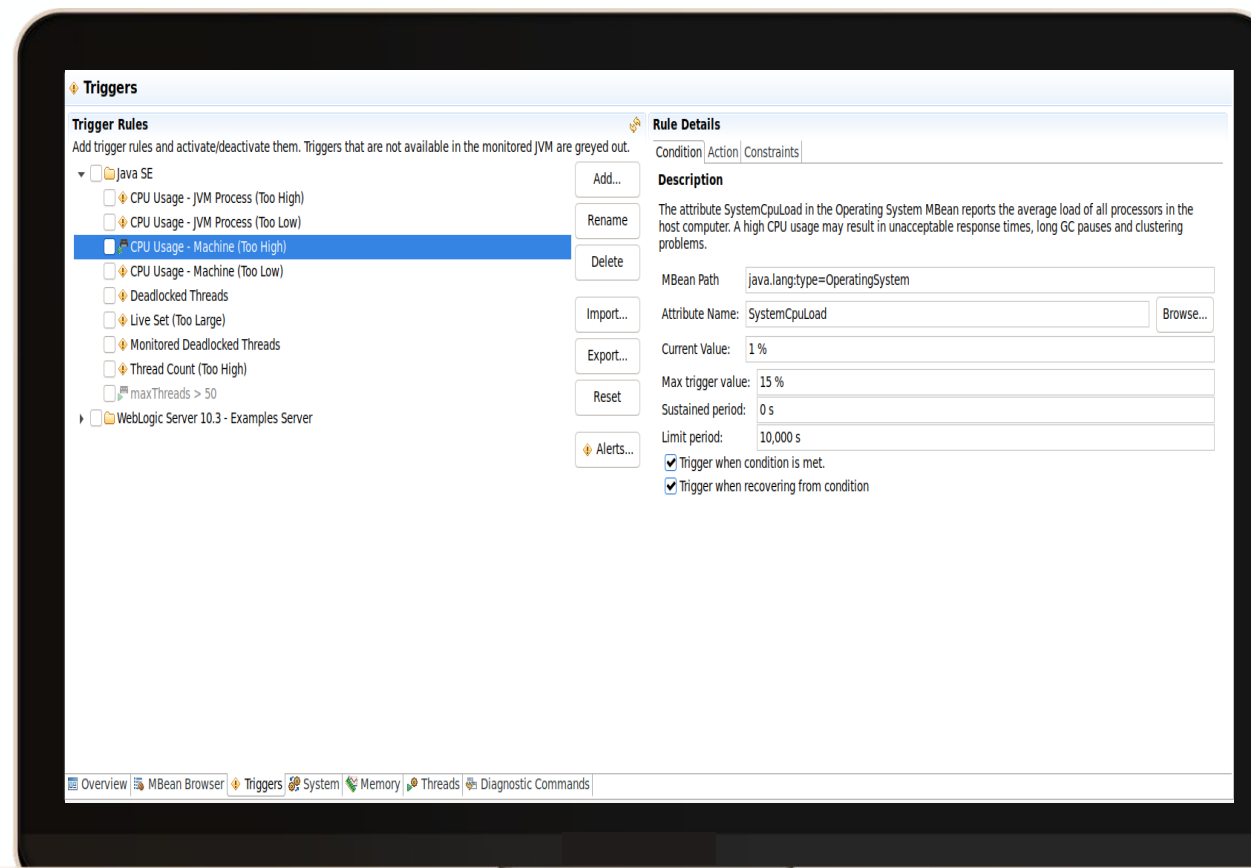 Triggers
Trigger Rules
Add trigger rules and activate/deactivate them. Triggers that are not available in the monitored JVM are greyed out.
Java SE
CPU Usage - JVM Process (Too High)
CPU Usage - JVM Process (Too Low)
CPU Usage - Machine (Too High)
CPU Usage - Machine (Too Low)
Deadlocked Threads
Live Set (Too Large)
Monitored Deadlocked Threads
Thread Count (Too High)
maxThreads > 50
WebLogic Server 10.3 - Examples Server
Add...
Rename
Delete
Import...
Export...
Reset
Alerts...
Rule Details
Condition Action Constraints
Description
The attribute SystemCpuLoad in the Operating System MBean reports the average load of all processors in the
host computer. A high CPU usage may result in unacceptable response times, long GC pauses and clustering
problems.
MBean Path java.lang:type=OperatingSystem
Attribute Name: SystemCpuLoad Browse...
Current Value: 1 %
Max trigger value: 15 %
Sustained period: 0 s
Limit period: 10,000 s
Trigger when condition is met.
Trigger when recovering from condition
Overview MBean Browser Triggers System Memory Threads Diagnostic Commands